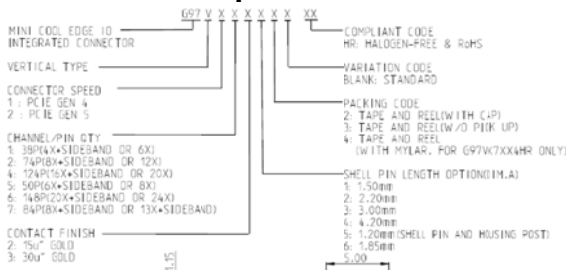 G97 V X X X X X X XX
MINI COOL EDGE IO
INTEGRATED CONNECTOR
VERTICAL TYPE
CONNECTOR SPEED
1 : PCIE GEN 4
2 : PCIE GEN 5
CHANNEL/PIN QTY
1: 38P(4X+SIDEBAND OR 6X)
2: 74P(8X+SIDEBAND OR 12X)
4: 124P(16X+SIDEBAND OR 20X)
5: 50P(6X+SIDEBAND OR 8X)
6: 148P(20X+SIDEBAND OR 24X)
7: 84P(8X+SIDEBAND OR 13X+SIDEBAND)
CONTACT FINISH
2: 15u" GOLD
3: 30u" GOLD
COMPLIANT CODE
HR: HALOGEN-FREE & RoHS
VARIATION CODE
BLANK: STANDARD
PACKING CODE
2: TAPE AND REEL(WITH CAP)
3: TAPE AND REEL(W/O PICK UP)
4: TAPE AND REEL
(WITH MYLAR. FOR G97VK7XX4HR ONLY)
SHELL PIN LENGTH OPTION(DIM.A)
1: 1.50mm
2: 2.20mm
3: 3.00mm
4: 4.20mm
5: 1.20mm(SHELL PIN AND HOUSING POST)
6: 1.85mm
5.00
1.15